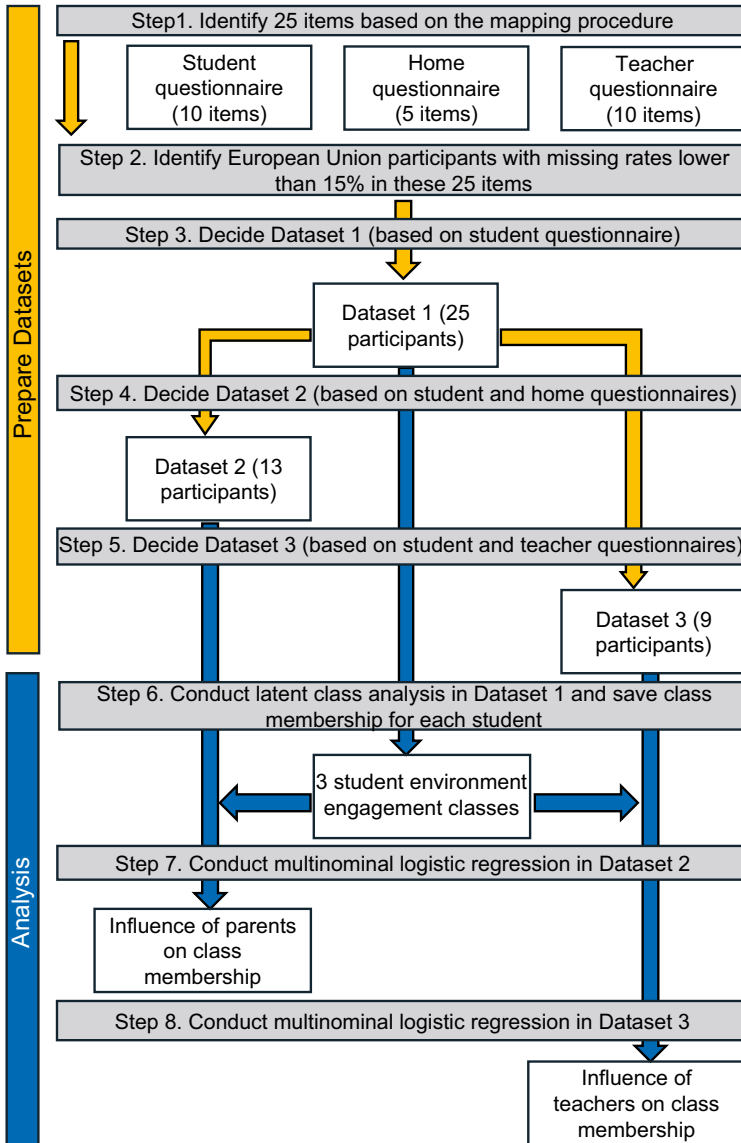 Step1. Identify 25 items based on the mapping procedure
Student
questionnaire
(10 items)
Home
questionnaire
(5 items)
Teacher
questionnaire
(10 items)
Step 2. Identify European Union participants with missing rates lower
than 15% in these 25 items
Step 3. Decide Dataset 1 (based on student questionnaire)
Dataset 1 (25
participants)
Step 4. Decide Dataset 2 (based on student and home questionnaires)
Dataset 2 (13
participants)
Step 5. Decide Dataset 3 (based on student and teacher questionnaires)
Dataset 3 (9
participants)
Prepare Datasets
Step 6. Conduct latent class analysis in Dataset 1 and save class
membership for each student
3 student environment
engagement classes
Step 7. Conduct multinominal logistic regression in Dataset 2
Influence of parents
on class
membership
Step 8. Conduct multinominal logistic regression in Dataset 3
Influence of
teachers on class
membership
Analysis